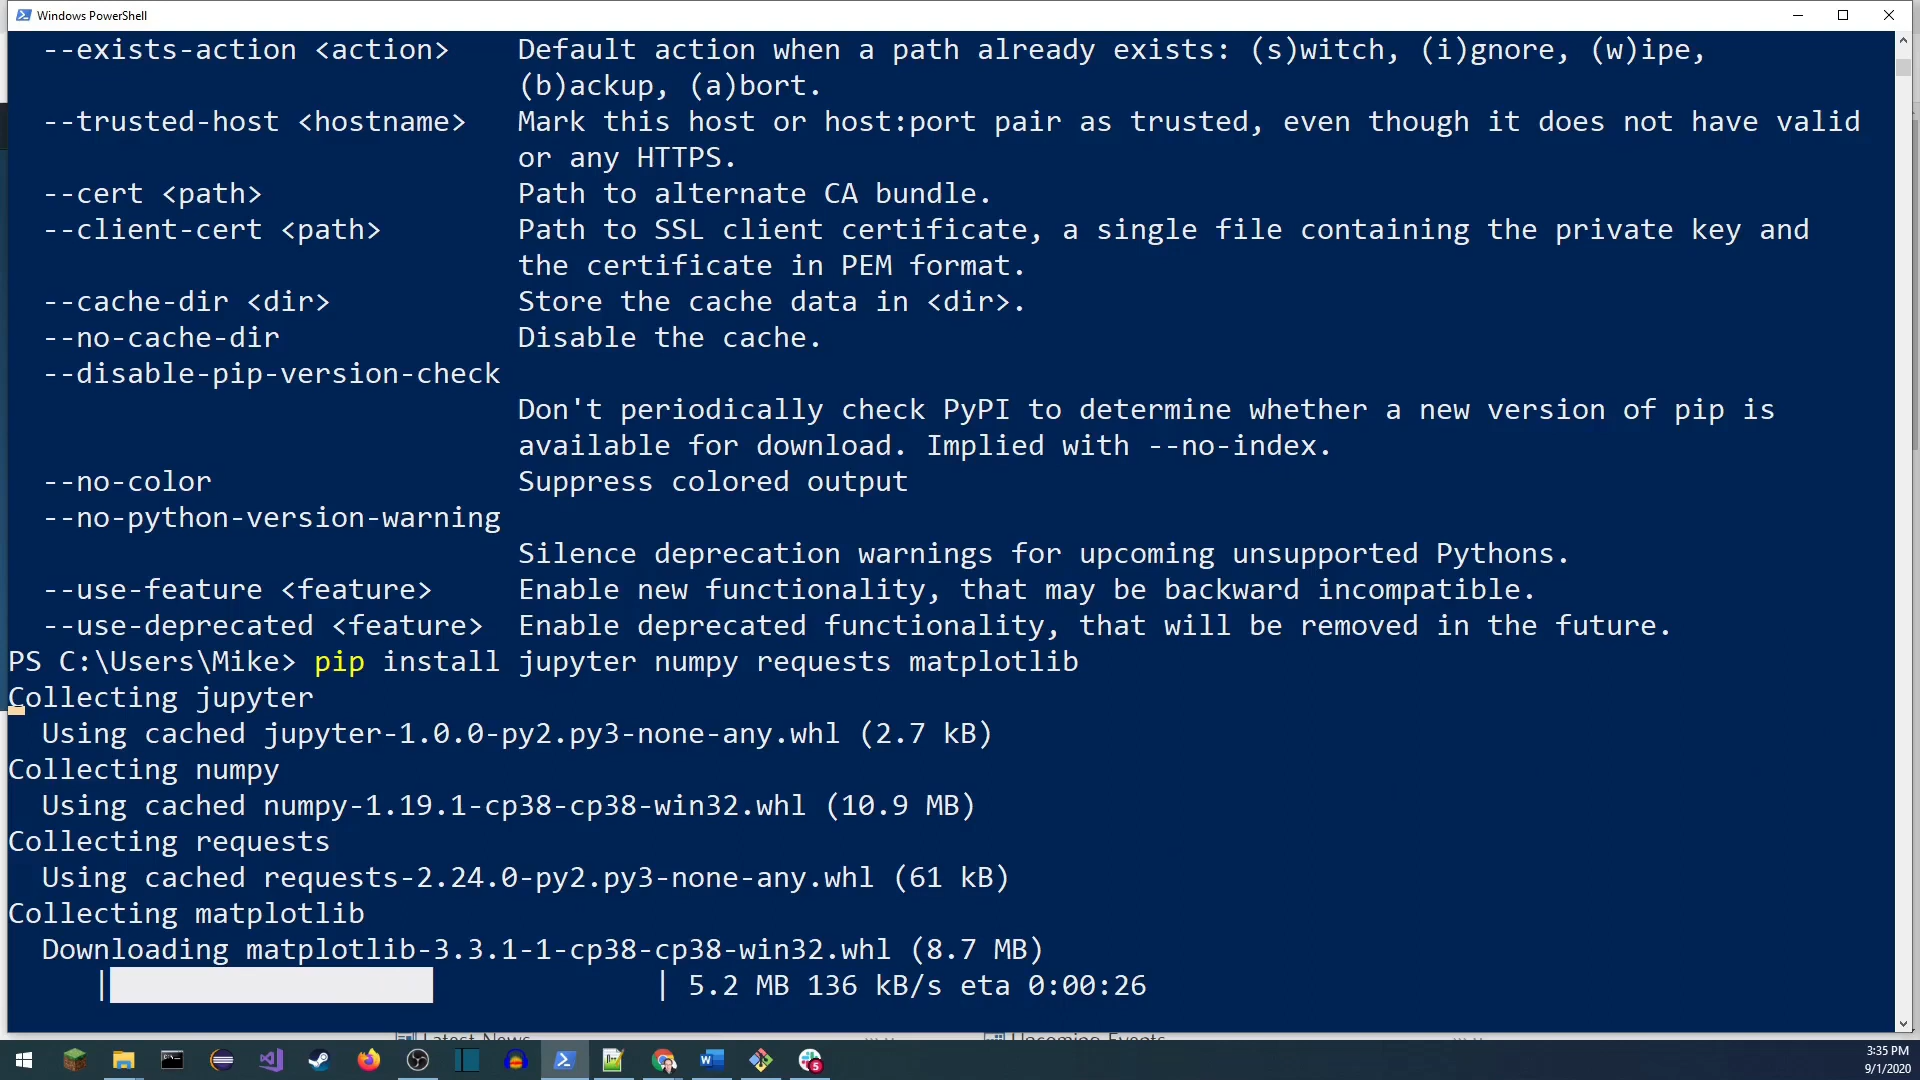 Windows PowerShell
--exists-action <action> Default action when a path already exists: (s)witch, (i)gnore, (w)ipe,
(b)ackup, (a)bort.
--trusted-host <hostname> Mark this host or host:port pair as trusted, even though it does not have valid
or any HTTPS.
--cert <path> Path to alternate CA bundle.
--client-cert <path> Path to SSL client certificate, a single file containing the private key and
the certificate in PEM format.
--cache-dir <dir> Store the cache data in <dir>.
--no-cache-dir Disable the cache.
--disable-pip-version-check
Don't periodically check PyPI to determine whether a new version of pip is
available for download. Implied with --no-index.
--no-color Suppress colored output
--no-python-version-warning
Silence deprecation warnings for upcoming unsupported Pythons.
--use-feature <feature> Enable new functionality, that may be backward incompatible.
--use-deprecated <feature> Enable deprecated functionality, that will be removed in the future.
PS C:\Users\Mike> pip install jupyter numpy requests matplotlib
Collecting jupyter
Using cached jupyter-1.0.0-py2.py3-none-any.whl (2.7 kB)
Collecting numpy
Using cached numpy-1.19.1-cp38-cp38-win32.whl (10.9 MB)
Collecting requests
Using cached requests-2.24.0-py2.py3-none-any.whl (61 kB)
Collecting matplotlib
Downloading matplotlib-3.3.1-1-cp38-cp38-win32.whl (8.7 MB)
| | 5.2 MB 136 kB/s eta 0:00:26
Latest News Upcoming Events
3:35 PM
9/1/2020